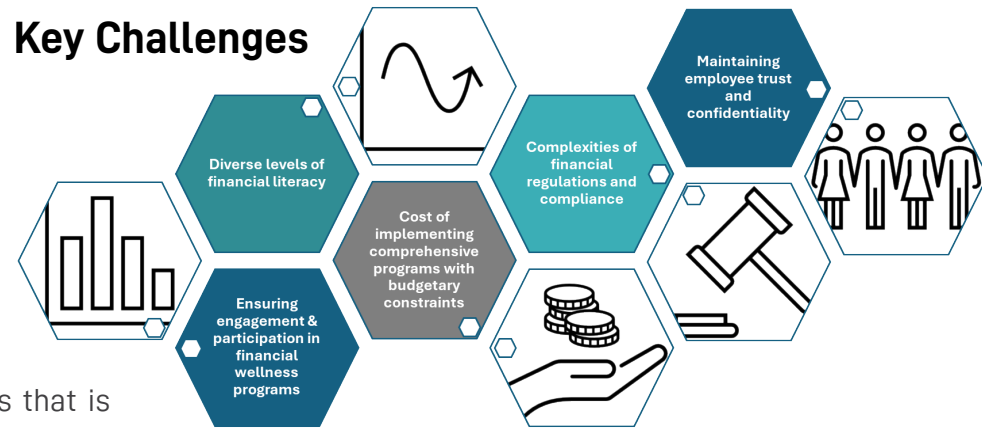 Key Challenges
Diverse levels of
financial literacy
Ensuring
engagement &
participation in
financial
wellness
programs
Cost of
implementing
comprehensive
programs with
budgetary
constraints
Complexities of
financial
regulations and
compliance
Maintaining
employee trust
and
confidentiality
that is